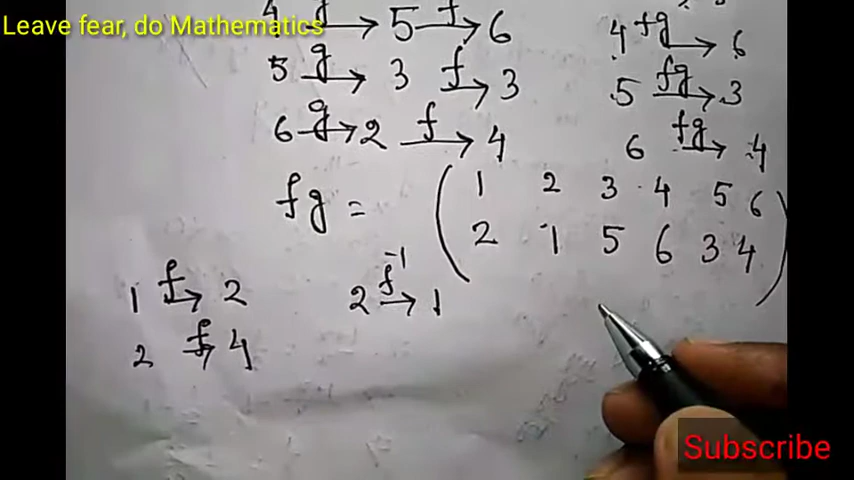 Leave fear, do Mathematics
4 g→ 5 f→ 6
4 fg→ 6
5 g→ 3 f→ 3
5 fg→ 3
6 g→ 2 f→ 4
6 fg→ 4
fg = ( 1 2 3 4 5 6
2 1 5 6 3 4 )
1 f→ 2
2 f⁻¹→ 1
2 f→ 4
Subscribe